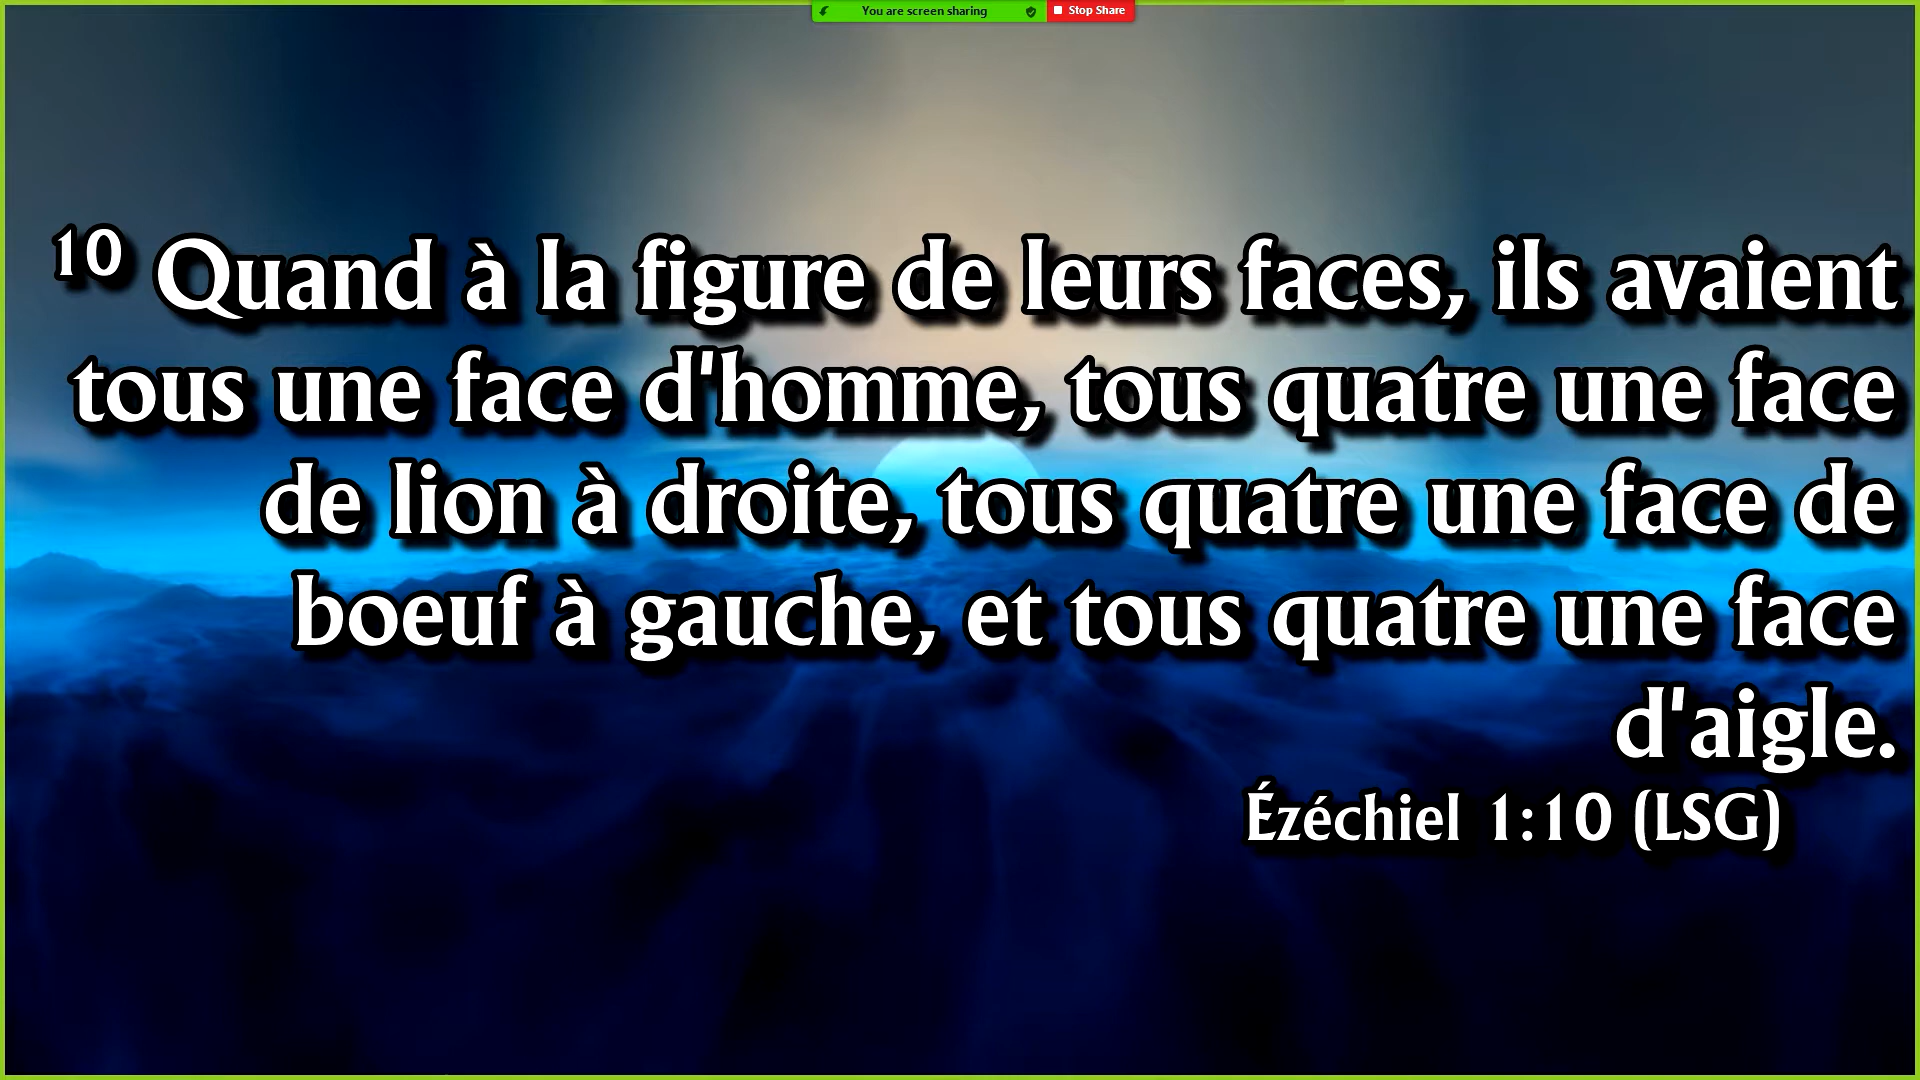 You are screen sharing
Stop Share
10 Quand à la figure de leurs faces, ils avaient
tous une face d'homme, tous quatre une face
de lion à droite, tous quatre une face de
boeuf à gauche, et tous quatre une face
d'aigle.
Ézéchiel 1:10 (LSG)